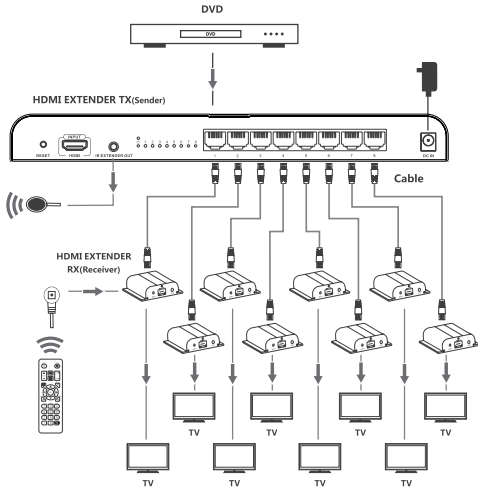 DVD
DVD
HDMI EXTENDER TX(Sender)
INPUT
RESET
HDMI
IR EXTENDER OUT
1 2 3 4 5 6 7 8
DC IN
Cable
HDMI EXTENDER
RX(Receiver)
TV TV TV TV
TV TV TV TV